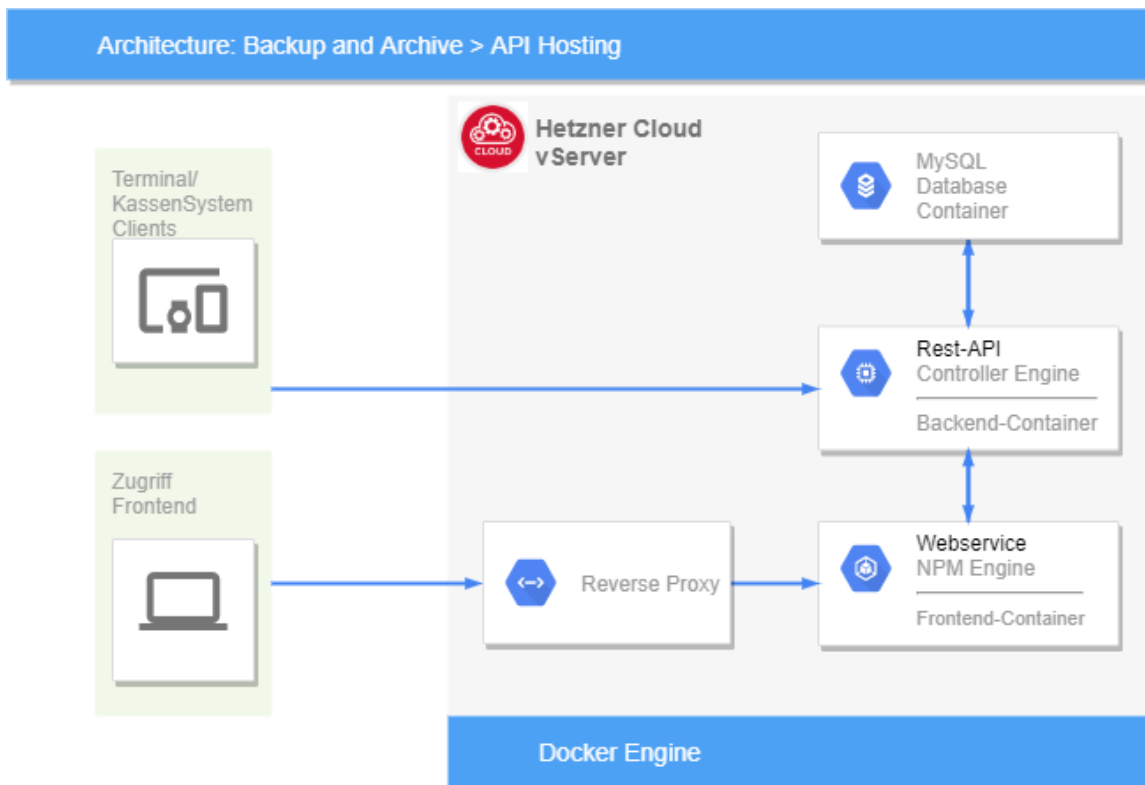 Architecture: Backup and Archive > API Hosting
Hetzner Cloud
vServer
CLOUD
Terminal/
KassenSystem
Clients
MySQL
Database
Container
Rest-API
Controller Engine
Backend-Container
Zugriff
Frontend
Reverse Proxy
Webservice
NPM Engine
Frontend-Container
Docker Engine